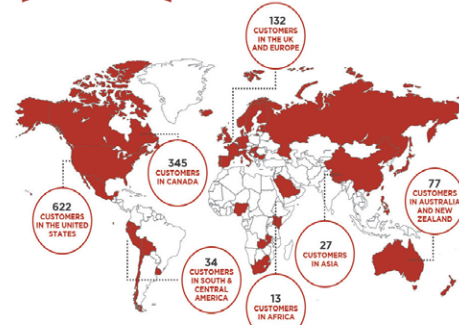 132
CUSTOMERS
IN THE UK
AND EUROPE
345
CUSTOMERS
IN CANADA
622
CUSTOMERS
IN THE UNITED
STATES
77
CUSTOMERS
IN AUSTRALIA
AND NEW
ZEALAND
34
CUSTOMERS
IN SOUTH &
CENTRAL
AMERICA
27
CUSTOMERS
IN ASIA
13
CUSTOMERS
IN AFRICA